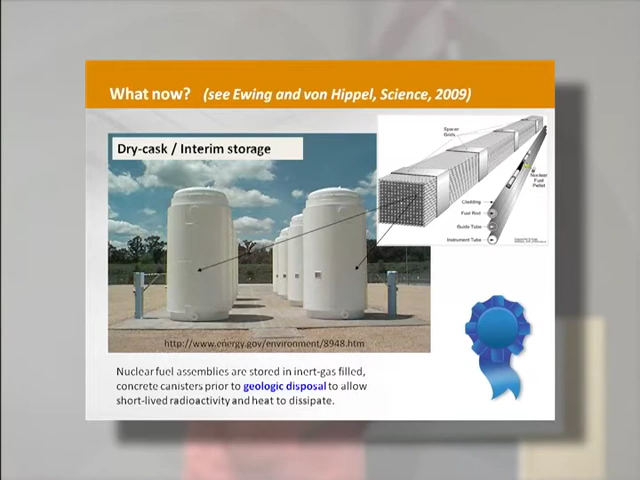 What now? (see Ewing and von Hippel, Science, 2009)
Dry-cask / Interim storage
Spacer
Grids
Nuclear
Fuel
Pellet
Cladding
Fuel Rod
Guide Tube
Instrument Tube
http://www.energy.gov/environment/8948.htm
Nuclear fuel assemblies are stored in inert-gas filled,
concrete canisters prior to geologic disposal to allow
short-lived radioactivity and heat to dissipate.